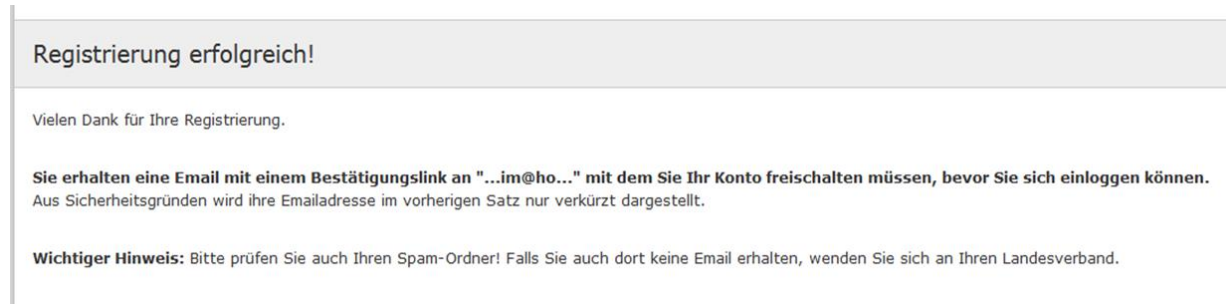 Registrierung erfolgreich!
Vielen Dank für Ihre Registrierung.
Sie erhalten eine Email mit einem Bestätigungslink an "...im@ho..." mit dem Sie Ihr Konto freischalten müssen, bevor Sie sich einloggen können.
Aus Sicherheitsgründen wird ihre Emailadresse im vorherigen Satz nur verkürzt dargestellt.
Wichtiger Hinweis: Bitte prüfen Sie auch Ihren Spam-Ordner! Falls Sie auch dort keine Email erhalten, wenden Sie sich an Ihren Landesverband.